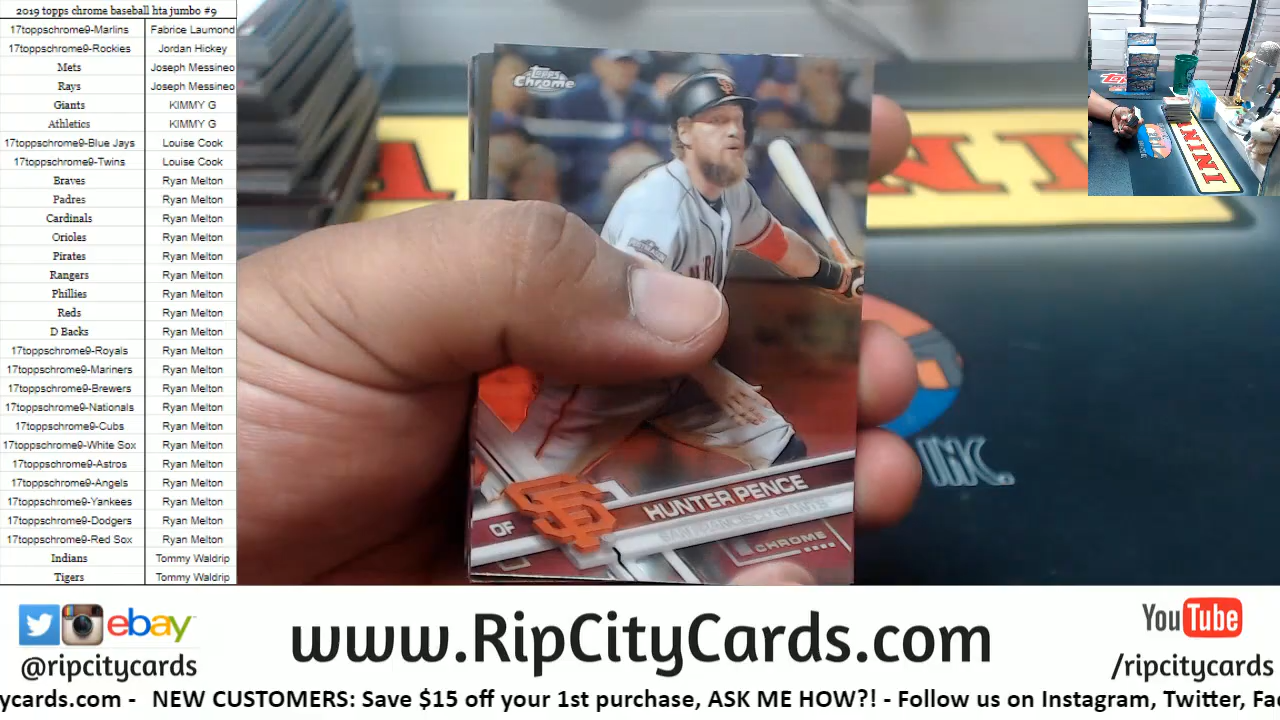 2019 topps chrome baseball hta jumbo #9
17toppschrome9-Marlins Fabrice Laumond
17toppschrome9-Rockies Jordan Hickey
Mets Joseph Messineo
Rays Joseph Messineo
Giants KIMMY G
Athletics KIMMY G
17toppschrome9-Blue Jays Louise Cook
17toppschrome9-Twins Louise Cook
Braves Ryan Melton
Padres Ryan Melton
Cardinals Ryan Melton
Orioles Ryan Melton
Pirates Ryan Melton
Rangers Ryan Melton
Phillies Ryan Melton
Reds Ryan Melton
D Backs Ryan Melton
17toppschrome9-Royals Ryan Melton
17toppschrome9-Mariners Ryan Melton
17toppschrome9-Brewers Ryan Melton
17toppschrome9-Nationals Ryan Melton
17toppschrome9-Cubs Ryan Melton
17toppschrome9-White Sox Ryan Melton
17toppschrome9-Astros Ryan Melton
17toppschrome9-Angels Ryan Melton
17toppschrome9-Yankees Ryan Melton
17toppschrome9-Dodgers Ryan Melton
17toppschrome9-Red Sox Ryan Melton
Indians Tommy Waldrip
Tigers Tommy Waldrip
Topps
Chrome
OF SF HUNTER PENCE
SAN FRANCISCO GIANTS
CHROME
INK.
PANINI
ebay
@ripcitycards
www.RipCityCards.com
YouTube
/ripcitycards
ycards.com - NEW CUSTOMERS: Save $15 off your 1st purchase, ASK ME HOW?! - Follow us on Instagram, Twitter, Fa